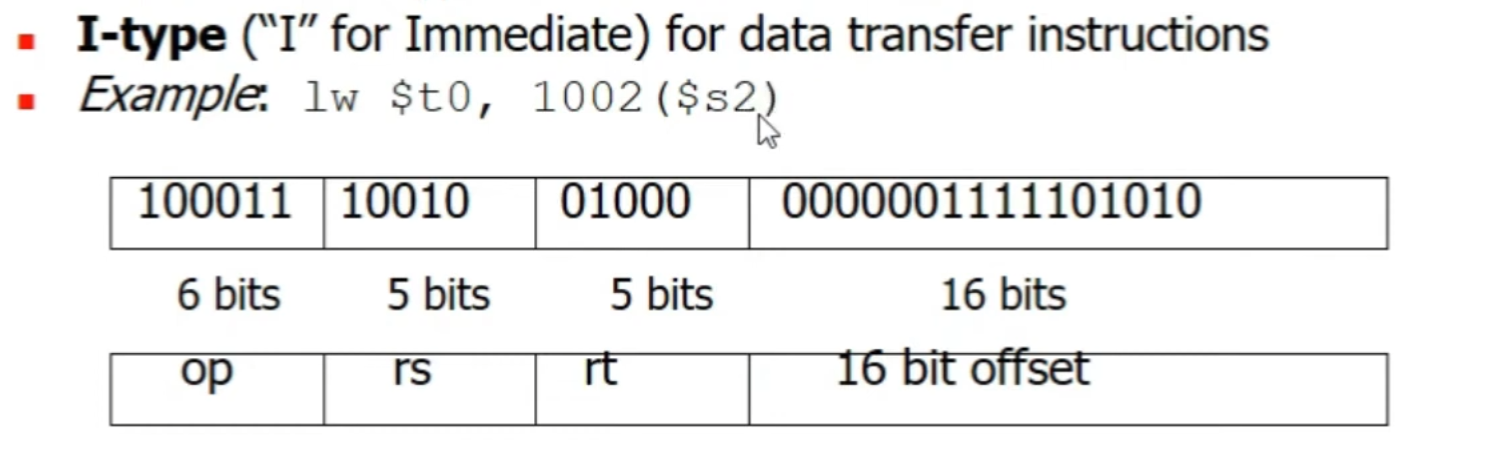 ▪ I-type ("I" for Immediate) for data transfer instructions
▪ Example: lw $t0, 1002($s2)
100011 10010 01000 0000001111101010
6 bits 5 bits 5 bits 16 bits
op rs rt 16 bit offset